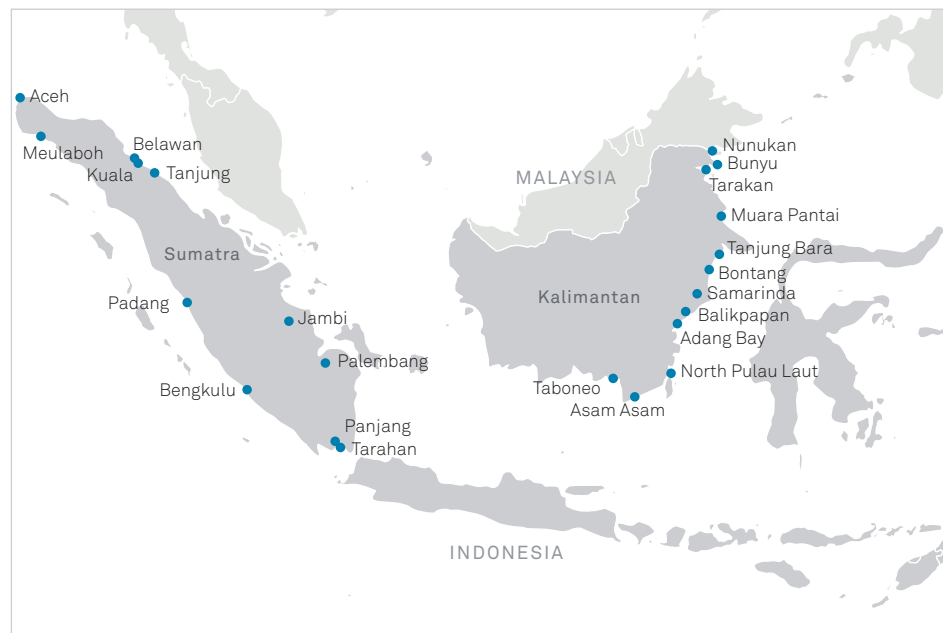 Aceh
Meulaboh
Belawan
Kuala
Tanjung
Sumatra
Padang
Jambi
Palembang
Bengkulu
Panjang
Tarahan
MALAYSIA
Nunukan
Bunyu
Tarakan
Muara Pantai
Tanjung Bara
Bontang
Kalimantan
Samarinda
Balikpapan
Adang Bay
North Pulau Laut
Taboneo
Asam Asam
INDONESIA